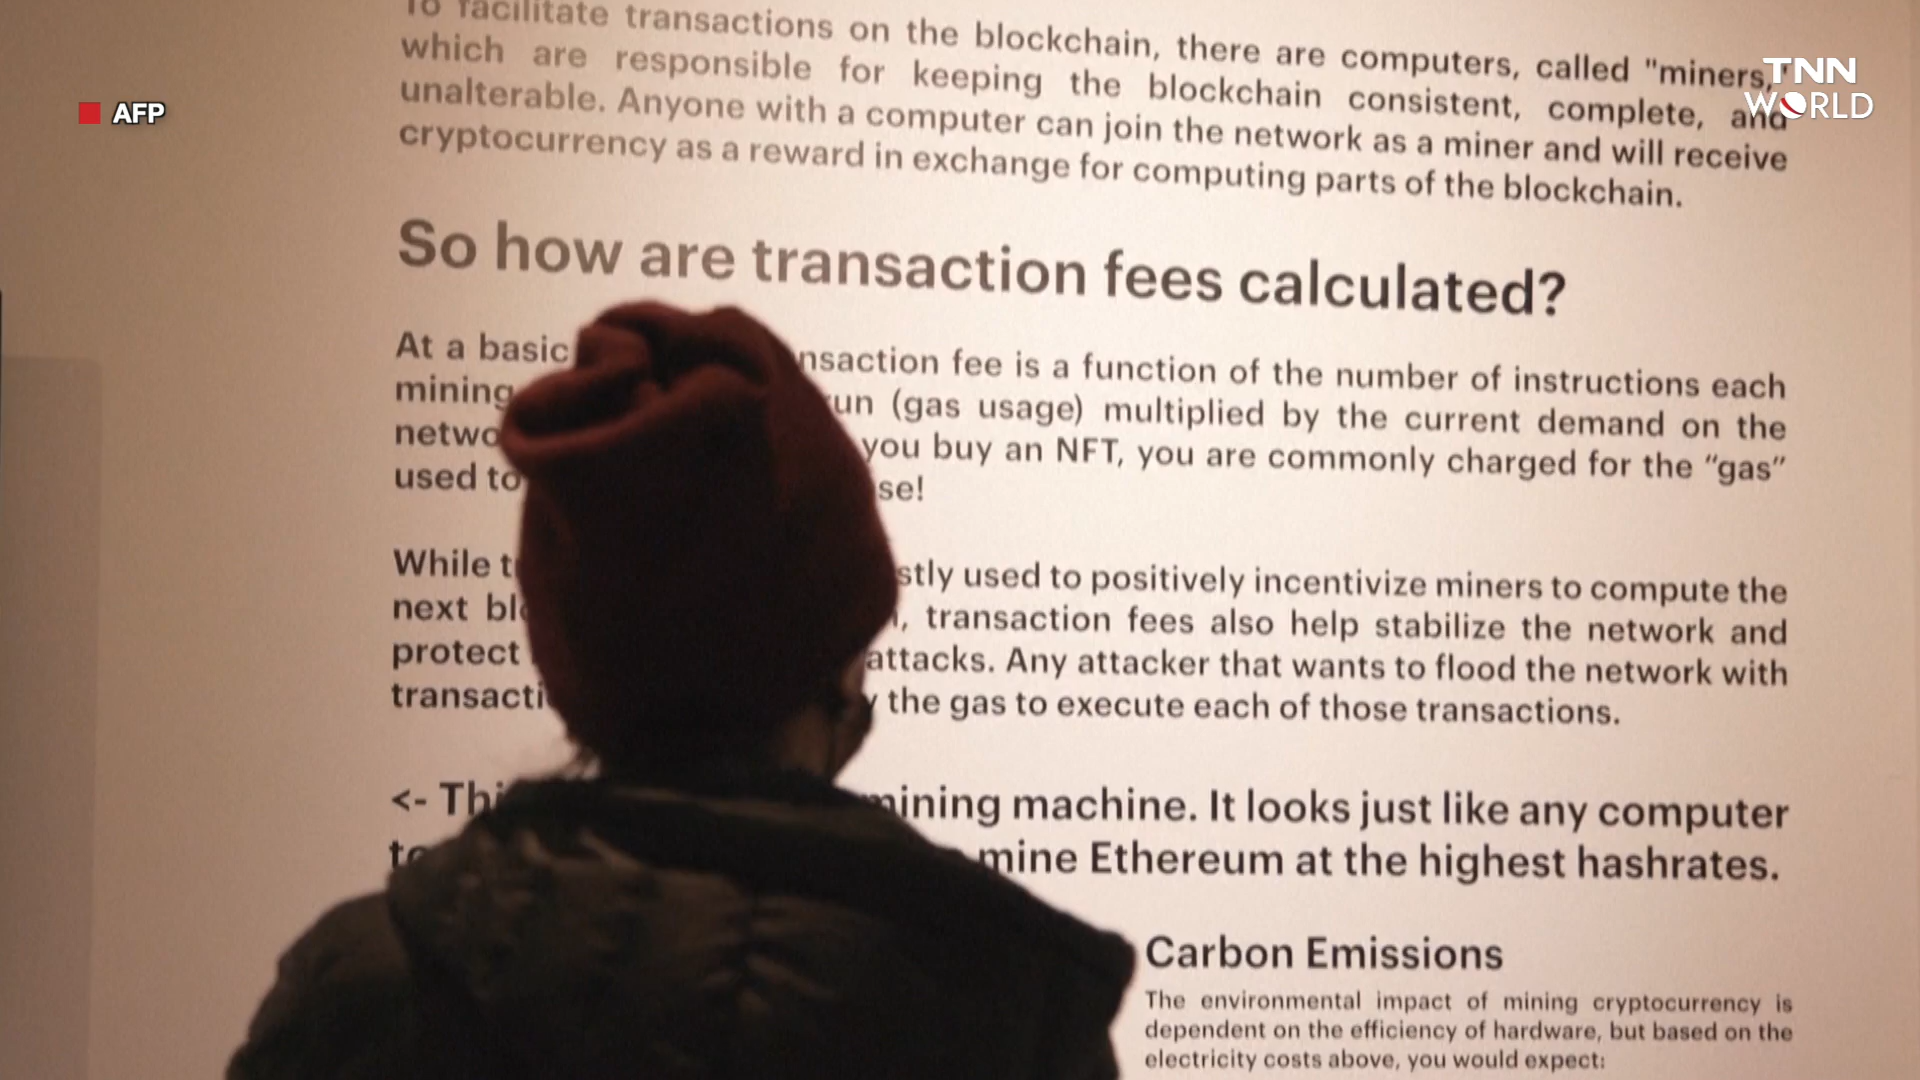 To facilitate transactions on the blockchain, there are computers, called "miners,"
which are responsible for keeping the blockchain consistent, complete, and
unalterable. Anyone with a computer can join the network as a miner and will receive
cryptocurrency as a reward in exchange for computing parts of the blockchain.
TNN
WORLD
AFP
So how are transaction fees calculated?
At a basic nsaction fee is a function of the number of instructions each
mining un (gas usage) multiplied by the current demand on the
netwo you buy an NFT, you are commonly charged for the “gas”
used to se!
While t stly used to positively incentivize miners to compute the
next bl , transaction fees also help stabilize the network and
protect attacks. Any attacker that wants to flood the network with
transacti the gas to execute each of those transactions.
<- Thi mining machine. It looks just like any computer
mine Ethereum at the highest hashrates.
Carbon Emissions
The environmental impact of mining cryptocurrency is
dependent on the efficiency of hardware, but based on the
electricity costs above, you would expect: